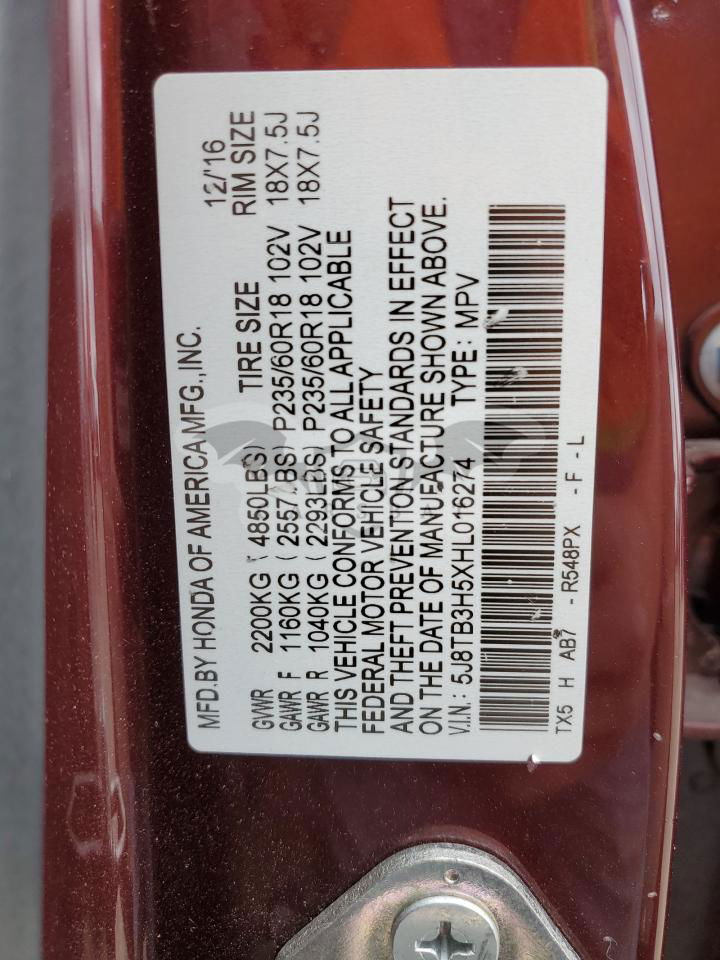 MFD.BY HONDA OF AMERICA MFG.,INC. 12/'16
GVWR 2200KG ( 4850LBS) TIRE SIZE RIM SIZE
GAWR F 1160KG ( 2557LBS) P235/60R18 102V 18X7.5J
GAWR R 1040KG ( 2293LBS) P235/60R18 102V 18X7.5J
THIS VEHICLE CONFORMS TO ALL APPLICABLE
FEDERAL MOTOR VEHICLE SAFETY
AND THEFT PREVENTION STANDARDS IN EFFECT
ON THE DATE OF MANUFACTURE SHOWN ABOVE.
V.I.N.: 5J8TB3H5XHL016274 TYPE: MPV
TX5 H AB7 - R548PX - F - L